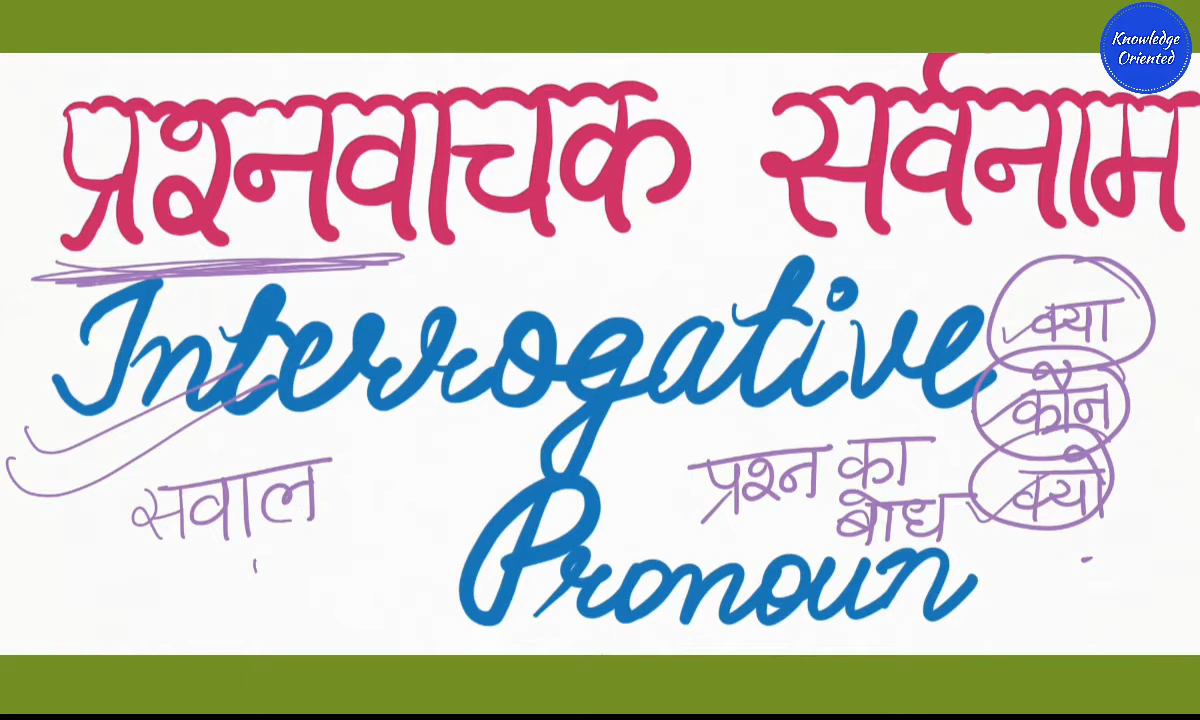 Knowledge
Oriented
प्रश्नवाचक सर्वनाम
Interrogative
Pronoun
क्या
कौन
क्यों
सवाल
प्रश्न का
बोध